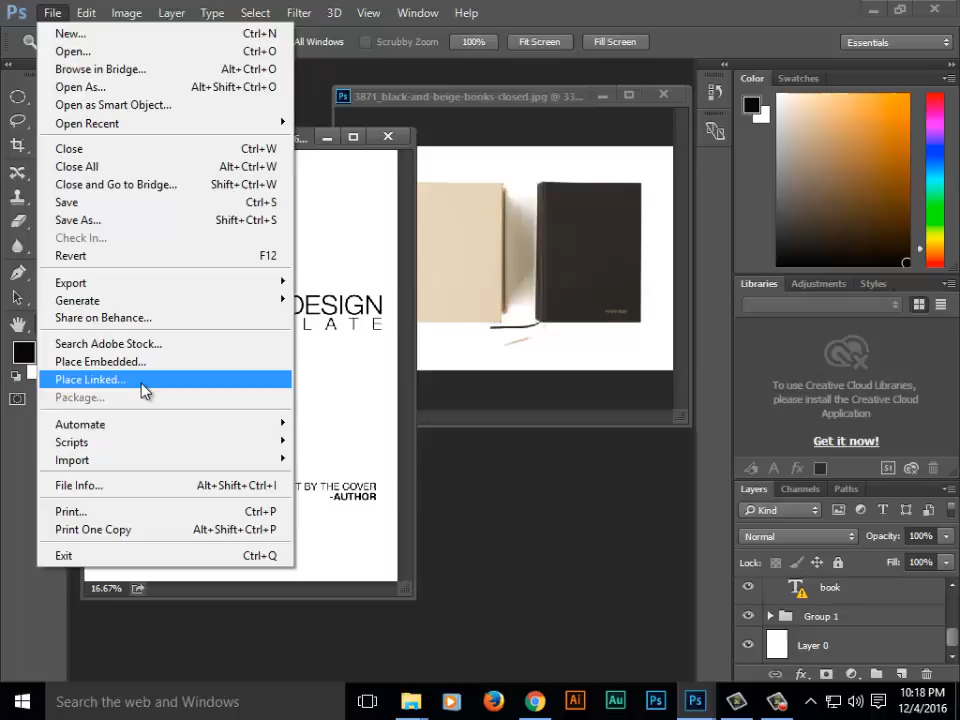 Ps File Edit Image Layer Type Select Filter 3D View Window Help
All Windows Scrubby Zoom 100% Fit Screen Fill Screen Essentials
New... Ctrl+N
Open... Ctrl+O
Browse in Bridge... Alt+Ctrl+O
Open As... Alt+Shift+Ctrl+O
Open as Smart Object...
Open Recent
Close Ctrl+W
Close All Alt+Ctrl+W
Close and Go to Bridge... Shift+Ctrl+W
Save Ctrl+S
Save As... Shift+Ctrl+S
Check In...
Revert F12
Export
Generate
Share on Behance...
Search Adobe Stock...
Place Embedded...
Place Linked...
Package...
Automate
Scripts
Import
File Info... Alt+Shift+Ctrl+I
Print... Ctrl+P
Print One Copy Alt+Shift+Ctrl+P
Exit Ctrl+Q
Ps 3871_black-and-beige-books-closed.jpg @ 33...
6...
DESIGN
LATE
T BY THE COVER
-AUTHOR
16.67%
Color Swatches
Libraries Adjustments Styles
To use Creative Cloud Libraries,
please install the Creative Cloud
Application
Get it now!
St
Layers Channels Paths
Kind
Normal Opacity: 100%
Lock: Fill: 100%
book
Group 1
Layer 0
Search the web and Windows
Ai Au Ps Ps
10:18 PM
12/4/2016